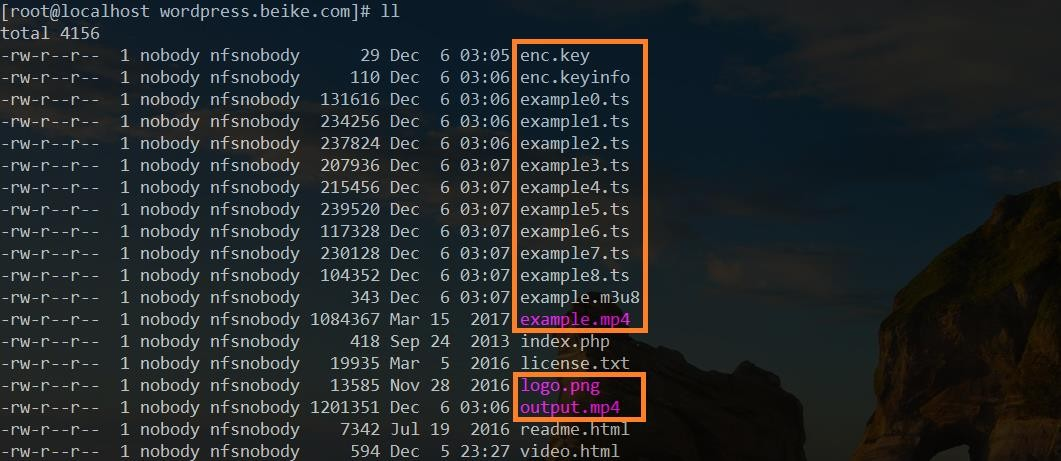 [root@localhost wordpress.beike.com]# ll
total 4156
-rw-r--r--  1 nobody nfsnobody     29 Dec  6 03:05 enc.key
-rw-r--r--  1 nobody nfsnobody    110 Dec  6 03:06 enc.keyinfo
-rw-r--r--  1 nobody nfsnobody  131616 Dec  6 03:06 example0.ts
-rw-r--r--  1 nobody nfsnobody  234256 Dec  6 03:06 example1.ts
-rw-r--r--  1 nobody nfsnobody  237824 Dec  6 03:06 example2.ts
-rw-r--r--  1 nobody nfsnobody  207936 Dec  6 03:07 example3.ts
-rw-r--r--  1 nobody nfsnobody  215456 Dec  6 03:07 example4.ts
-rw-r--r--  1 nobody nfsnobody  239520 Dec  6 03:07 example5.ts
-rw-r--r--  1 nobody nfsnobody  117328 Dec  6 03:07 example6.ts
-rw-r--r--  1 nobody nfsnobody  230128 Dec  6 03:07 example7.ts
-rw-r--r--  1 nobody nfsnobody  104352 Dec  6 03:07 example8.ts
-rw-r--r--  1 nobody nfsnobody     343 Dec  6 03:07 example.m3u8
-rw-r--r--  1 nobody nfsnobody 1084367 Mar 15  2017 example.mp4
-rw-r--r--  1 nobody nfsnobody     418 Sep 24  2013 index.php
-rw-r--r--  1 nobody nfsnobody   19935 Mar  5  2016 license.txt
-rw-r--r--  1 nobody nfsnobody   13585 Nov 28  2016 logo.png
-rw-r--r--  1 nobody nfsnobody 1201351 Dec  6 03:06 output.mp4
-rw-r--r--  1 nobody nfsnobody    7342 Jul 19  2016 readme.html
-rw-r--r--  1 nobody nfsnobody     594 Dec  5 23:27 video.html